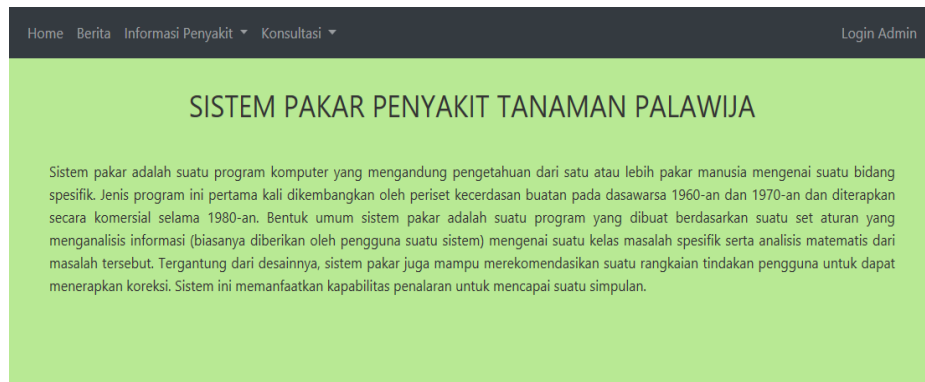 Home Berita Informasi Penyakit Konsultasi Login Admin
SISTEM PAKAR PENYAKIT TANAMAN PALAWIJA
Sistem pakar adalah suatu program komputer yang mengandung pengetahuan dari satu atau lebih pakar manusia mengenai suatu bidang
spesifik. Jenis program ini pertama kali dikembangkan oleh periset kecerdasan buatan pada dasawarsa 1960-an dan 1970-an dan diterapkan
secara komersial selama 1980-an. Bentuk umum sistem pakar adalah suatu program yang dibuat berdasarkan suatu set aturan yang
menganalisis informasi (biasanya diberikan oleh pengguna suatu sistem) mengenai suatu kelas masalah spesifik serta analisis matematis dari
masalah tersebut. Tergantung dari desainnya, sistem pakar juga mampu merekomendasikan suatu rangkaian tindakan pengguna untuk dapat
menerapkan koreksi. Sistem ini memanfaatkan kapabilitas penalaran untuk mencapai suatu simpulan.